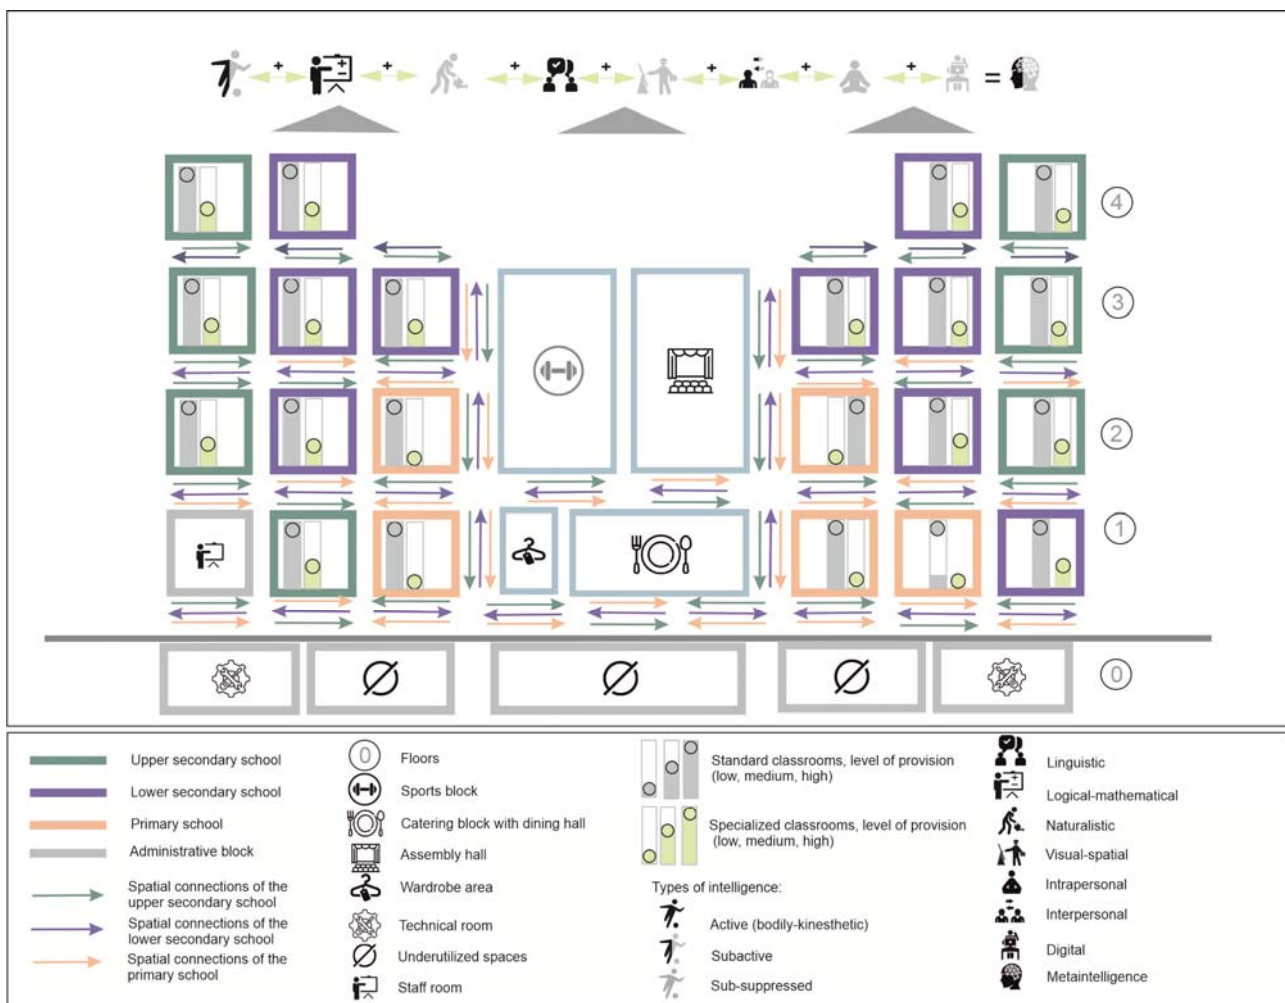 + + + + + + + =
4
3
2
1
0
Upper secondary school
Lower secondary school
Primary school
Administrative block
Spatial connections of the
upper secondary school
Spatial connections of the
lower secondary school
Spatial connections of the
primary school
0 Floors
Sports block
Catering block with dining hall
Assembly hall
Wardrobe area
Technical room
Underutilized spaces
Staff room
Standard classrooms, level of provision
(low, medium, high)
Specialized classrooms, level of provision
(low, medium, high)
Types of intelligence:
Active (bodily-kinesthetic)
Subactive
Sub-suppressed
Linguistic
Logical-mathematical
Naturalistic
Visual-spatial
Intrapersonal
Interpersonal
Digital
Metaintelligence